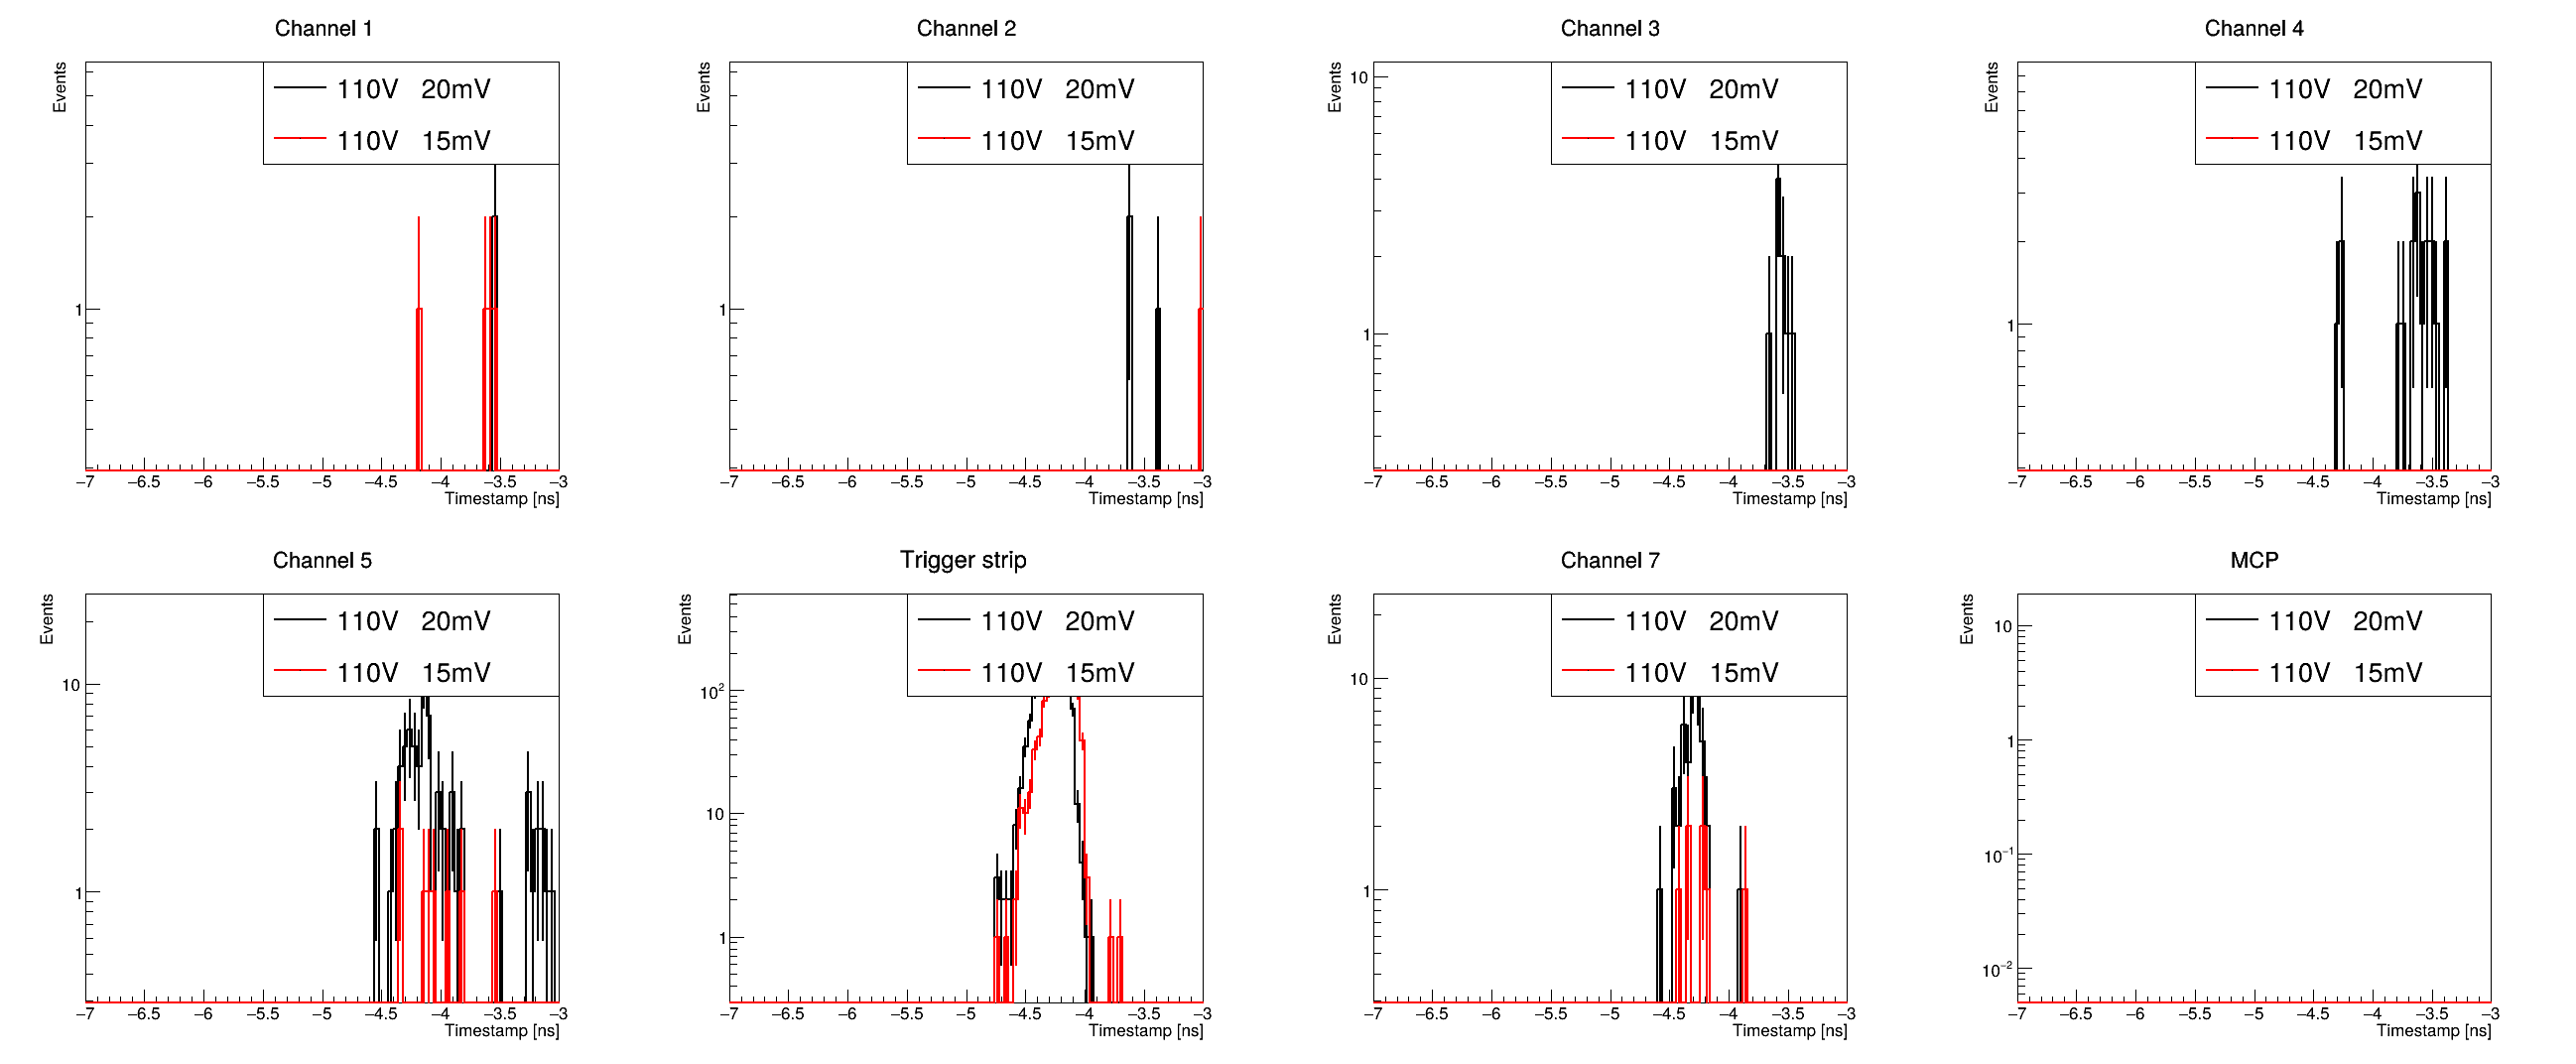 Channel 1
Events
110V 20mV
110V 15mV
1
−7 −6.5 −6 −5.5 −5 −4.5 −4 −3.5 −3
Timestamp [ns]
Channel 2
Events
110V 20mV
110V 15mV
1
−7 −6.5 −6 −5.5 −5 −4.5 −4 −3.5 −3
Timestamp [ns]
Channel 3
Events
110V 20mV
110V 15mV
10
1
−7 −6.5 −6 −5.5 −5 −4.5 −4 −3.5 −3
Timestamp [ns]
Channel 4
Events
110V 20mV
110V 15mV
1
−7 −6.5 −6 −5.5 −5 −4.5 −4 −3.5 −3
Timestamp [ns]
Channel 5
Events
110V 20mV
110V 15mV
10
1
−7 −6.5 −6 −5.5 −5 −4.5 −4 −3.5 −3
Timestamp [ns]
Trigger strip
Events
110V 20mV
110V 15mV
10²
10
1
−7 −6.5 −6 −5.5 −5 −4.5 −4 −3.5 −3
Timestamp [ns]
Channel 7
Events
110V 20mV
110V 15mV
10
1
−7 −6.5 −6 −5.5 −5 −4.5 −4 −3.5 −3
Timestamp [ns]
MCP
Events
110V 20mV
110V 15mV
10
1
10⁻¹
10⁻²
−7 −6.5 −6 −5.5 −5 −4.5 −4 −3.5 −3
Timestamp [ns]